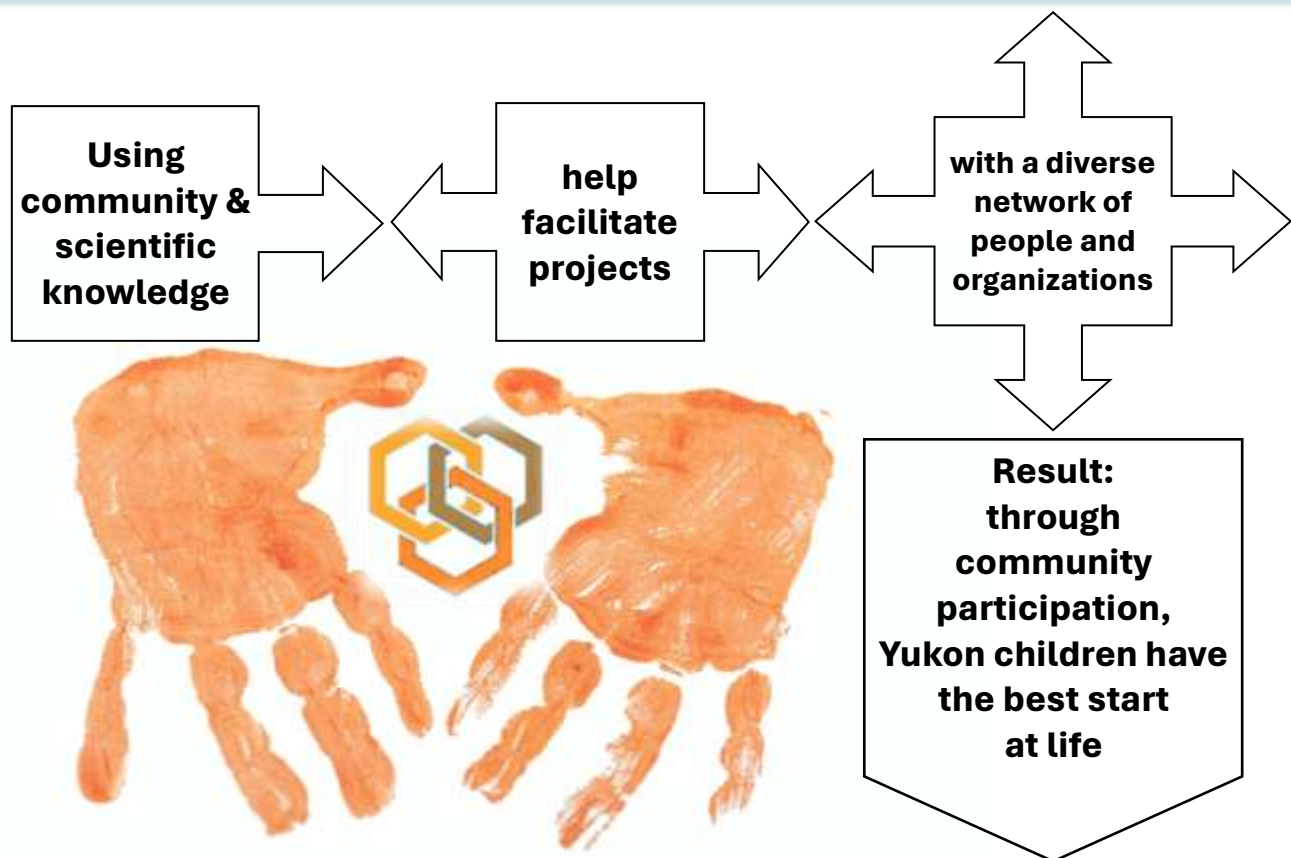 Using
community &
scientific
knowledge
help
facilitate
projects
with a diverse
network of
people and
organizations
Result:
through
community
participation,
Yukon children have
the best start
at life